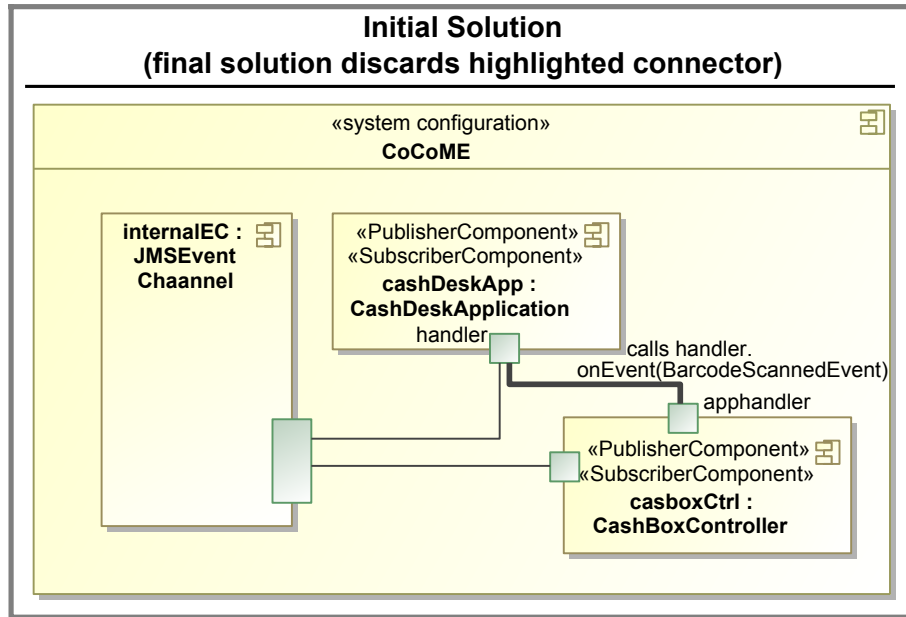 Initial Solution
(final solution discards highlighted connector)
«system configuration»
CoCoME
internalEC :
JMSEvent
Chaannel
«PublisherComponent»
«SubscriberComponent»
cashDeskApp :
CashDeskApplication
handler
calls handler.
onEvent(BarcodeScannedEvent)
apphandler
«PublisherComponent»
«SubscriberComponent»
casboxCtrl :
CashBoxController